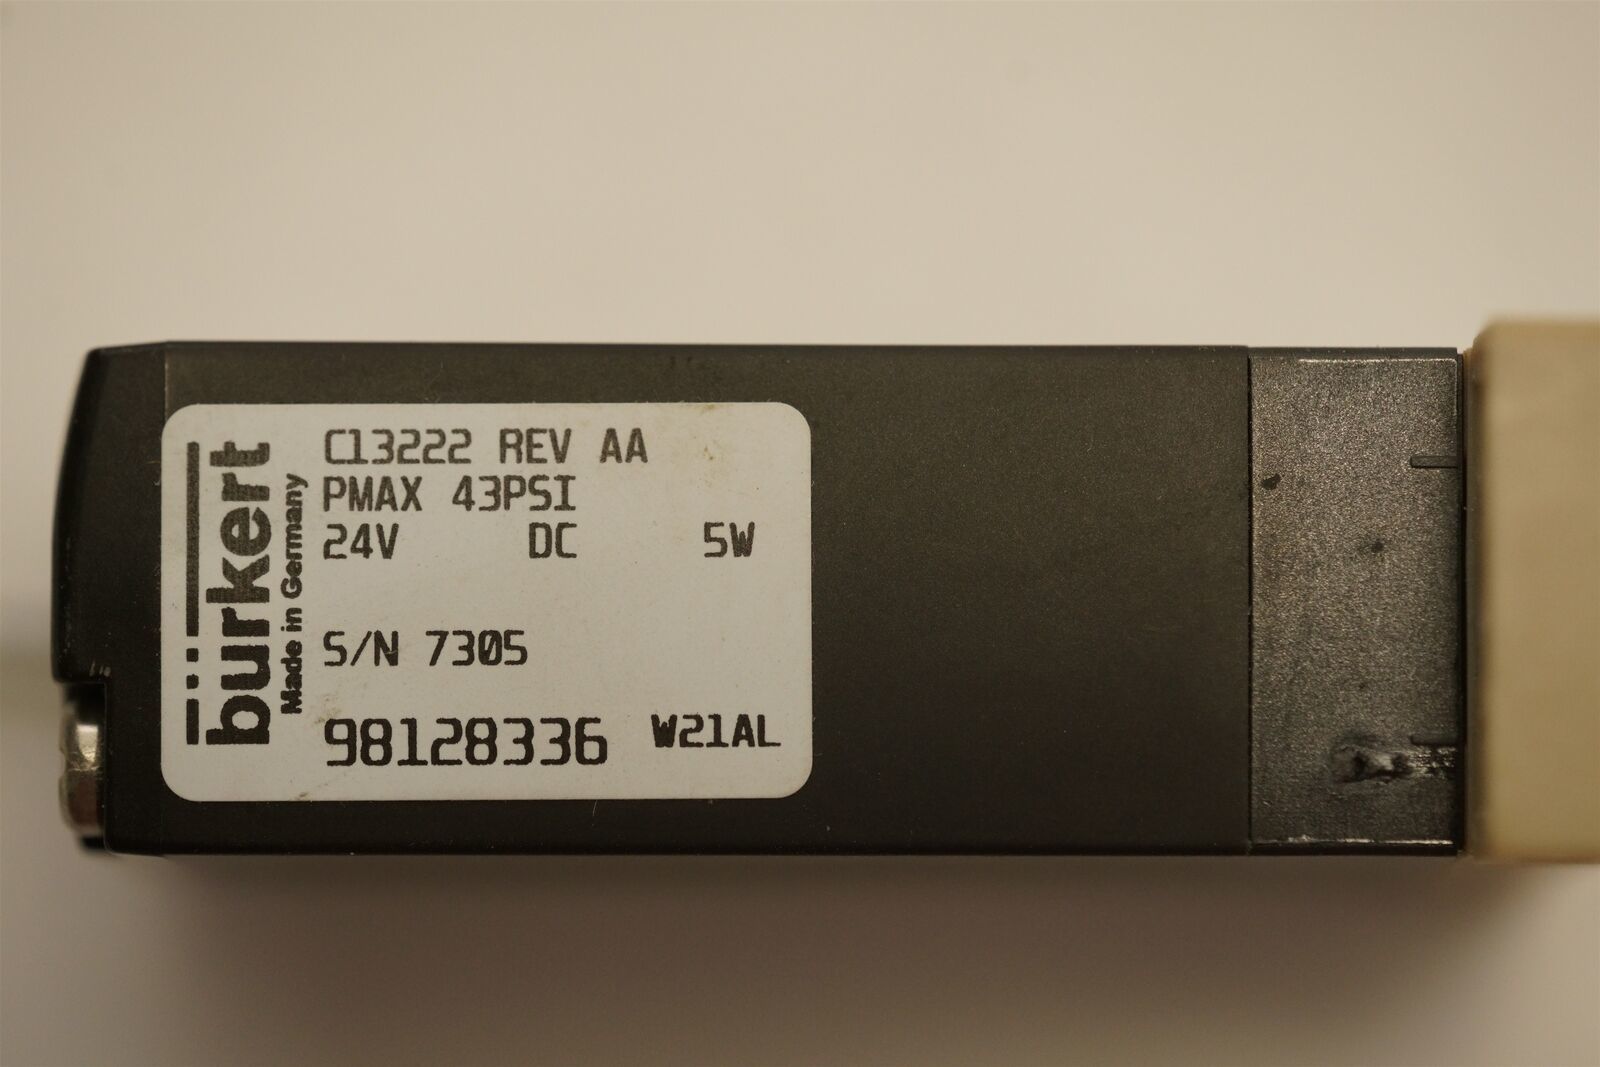 bürkert
Made in Germany
C13222 REV AA
PMAX 43PSI
24V DC 5W
S/N 7305
98128336 W21AL